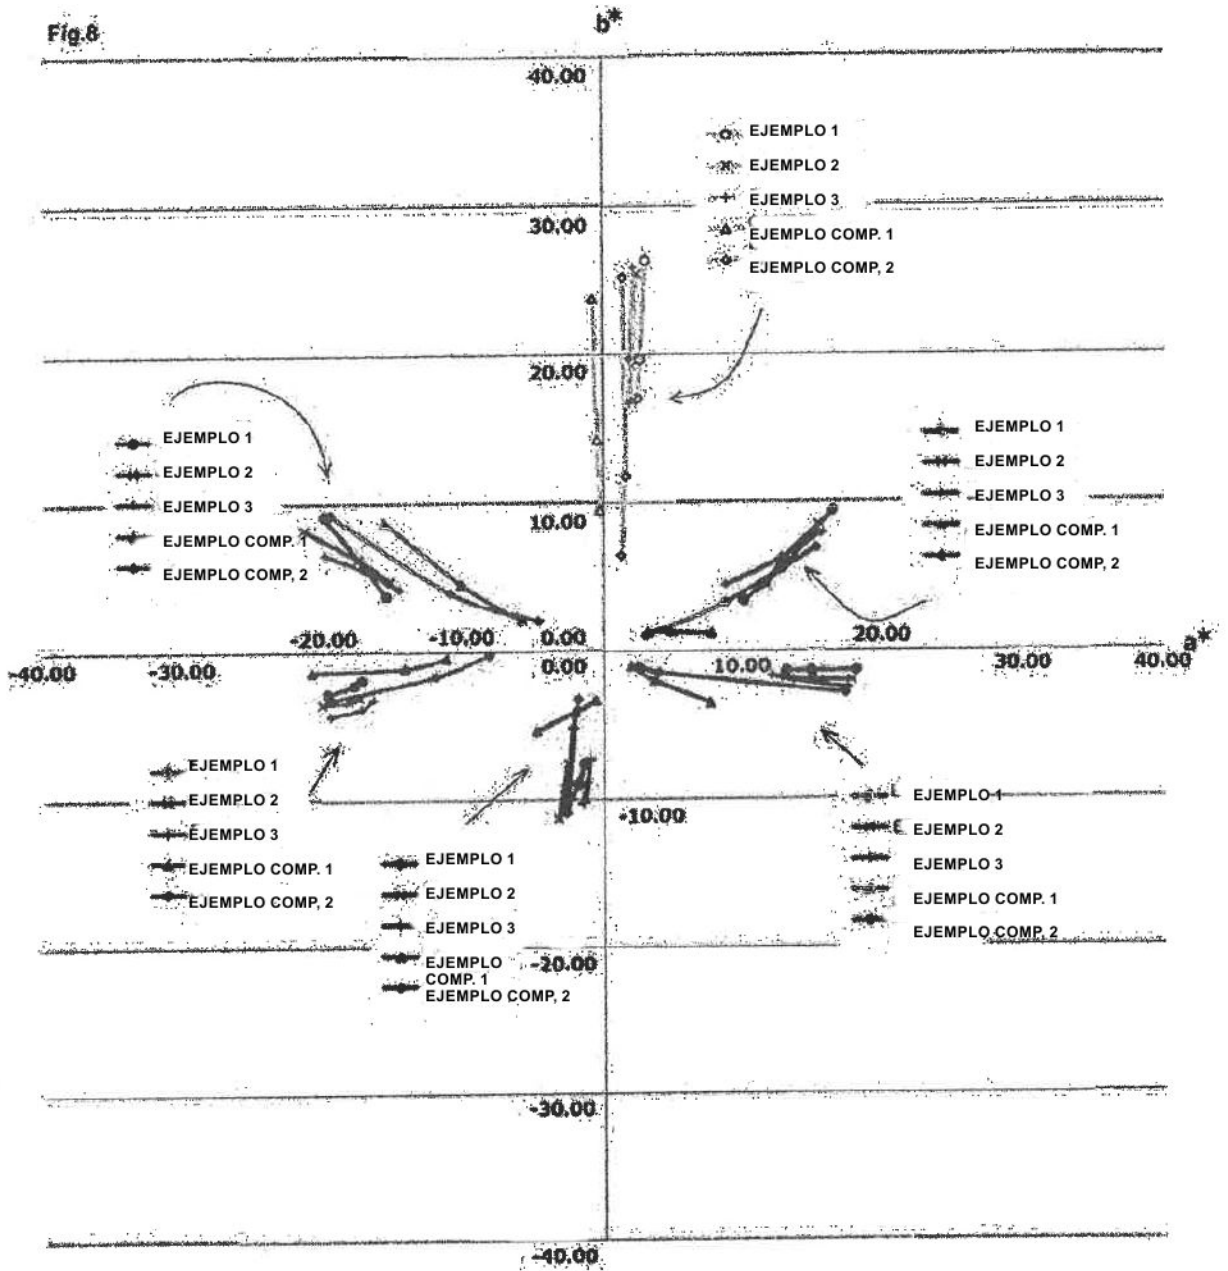 Fig.8
b*
40.00
EJEMPLO 1
EJEMPLO 2
EJEMPLO 3
EJEMPLO COMP. 1
EJEMPLO COMP, 2
30.00
20.00
EJEMPLO 1
EJEMPLO 2
EJEMPLO 3
EJEMPLO COMP. 1
EJEMPLO COMP, 2
EJEMPLO 1
EJEMPLO 2
EJEMPLO 3
EJEMPLO COMP. 1
EJEMPLO COMP, 2
10.00
-20.00 -10.00 0.00 20.00
a*
-40.00 -30.00 0.00 10.00 30.00 40.00
EJEMPLO 1
EJEMPLO 2
EJEMPLO 3
EJEMPLO COMP. 1
EJEMPLO COMP, 2
-10.00
EJEMPLO 1
EJEMPLO 2
EJEMPLO 3
EJEMPLO
COMP. 1
EJEMPLO COMP, 2
EJEMPLO 1
EJEMPLO 2
EJEMPLO 3
EJEMPLO COMP. 1
EJEMPLO COMP, 2
-20.00
-30.00
-40.00